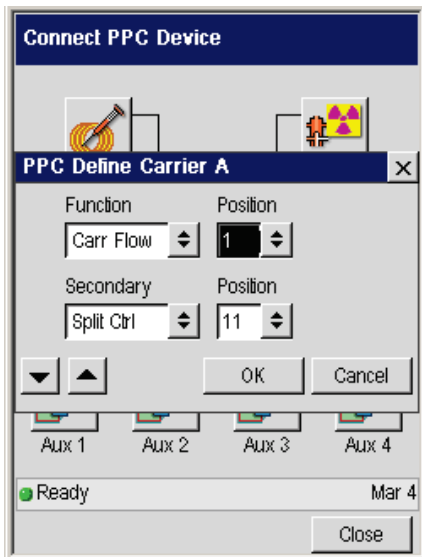 Connect PPC Device
PPC Define Carrier A
Function Position
Carr Flow 1
Secondary Position
Split Ctrl 11
OK Cancel
Aux 1 Aux 2 Aux 3 Aux 4
Ready Mar 4
Close